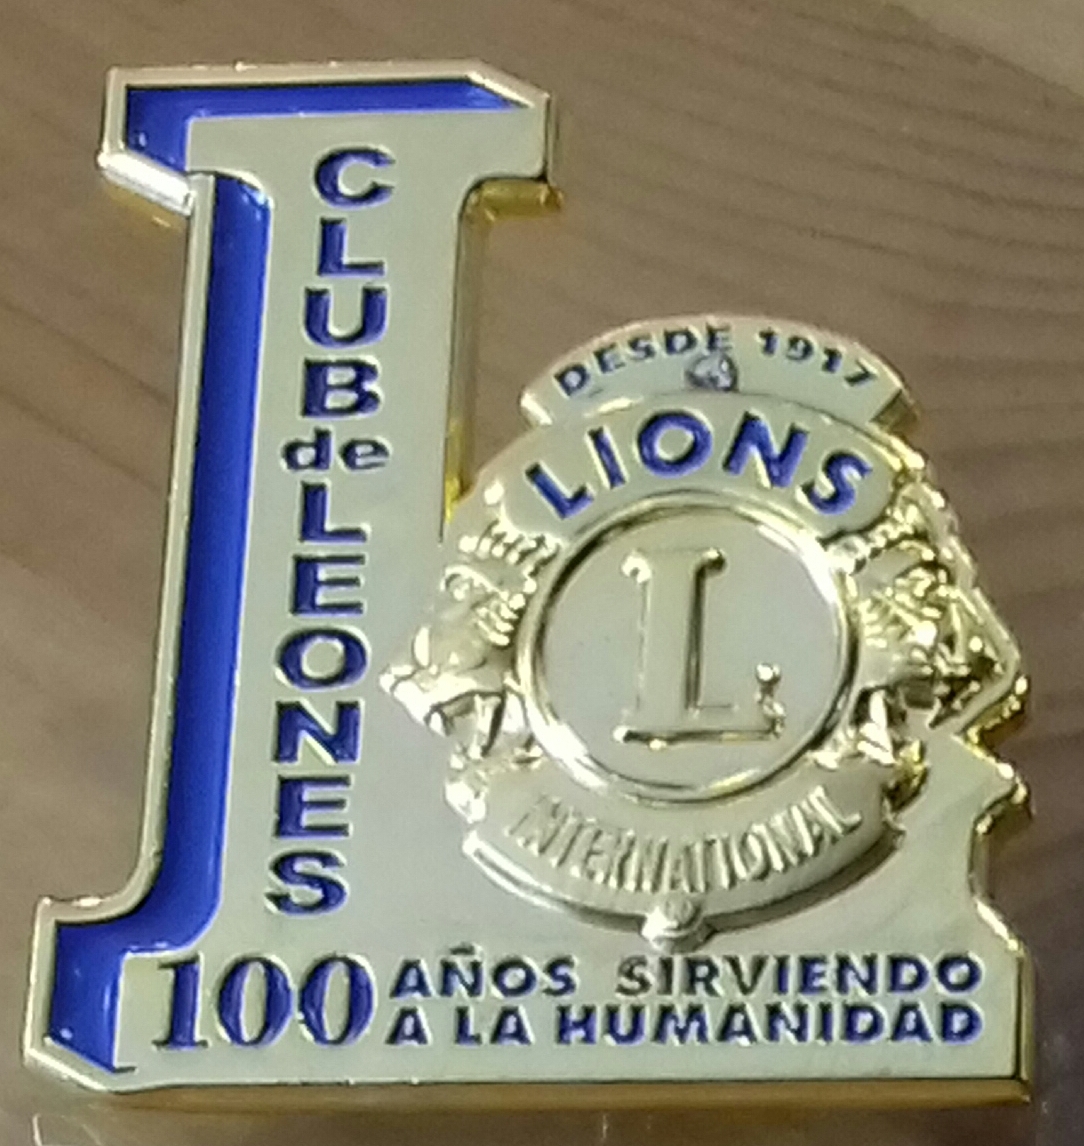 CLUB de LEONES
DESDE 1917
LIONS
L
INTERNATIONAL
100 AÑOS SIRVIENDO
A LA HUMANIDAD